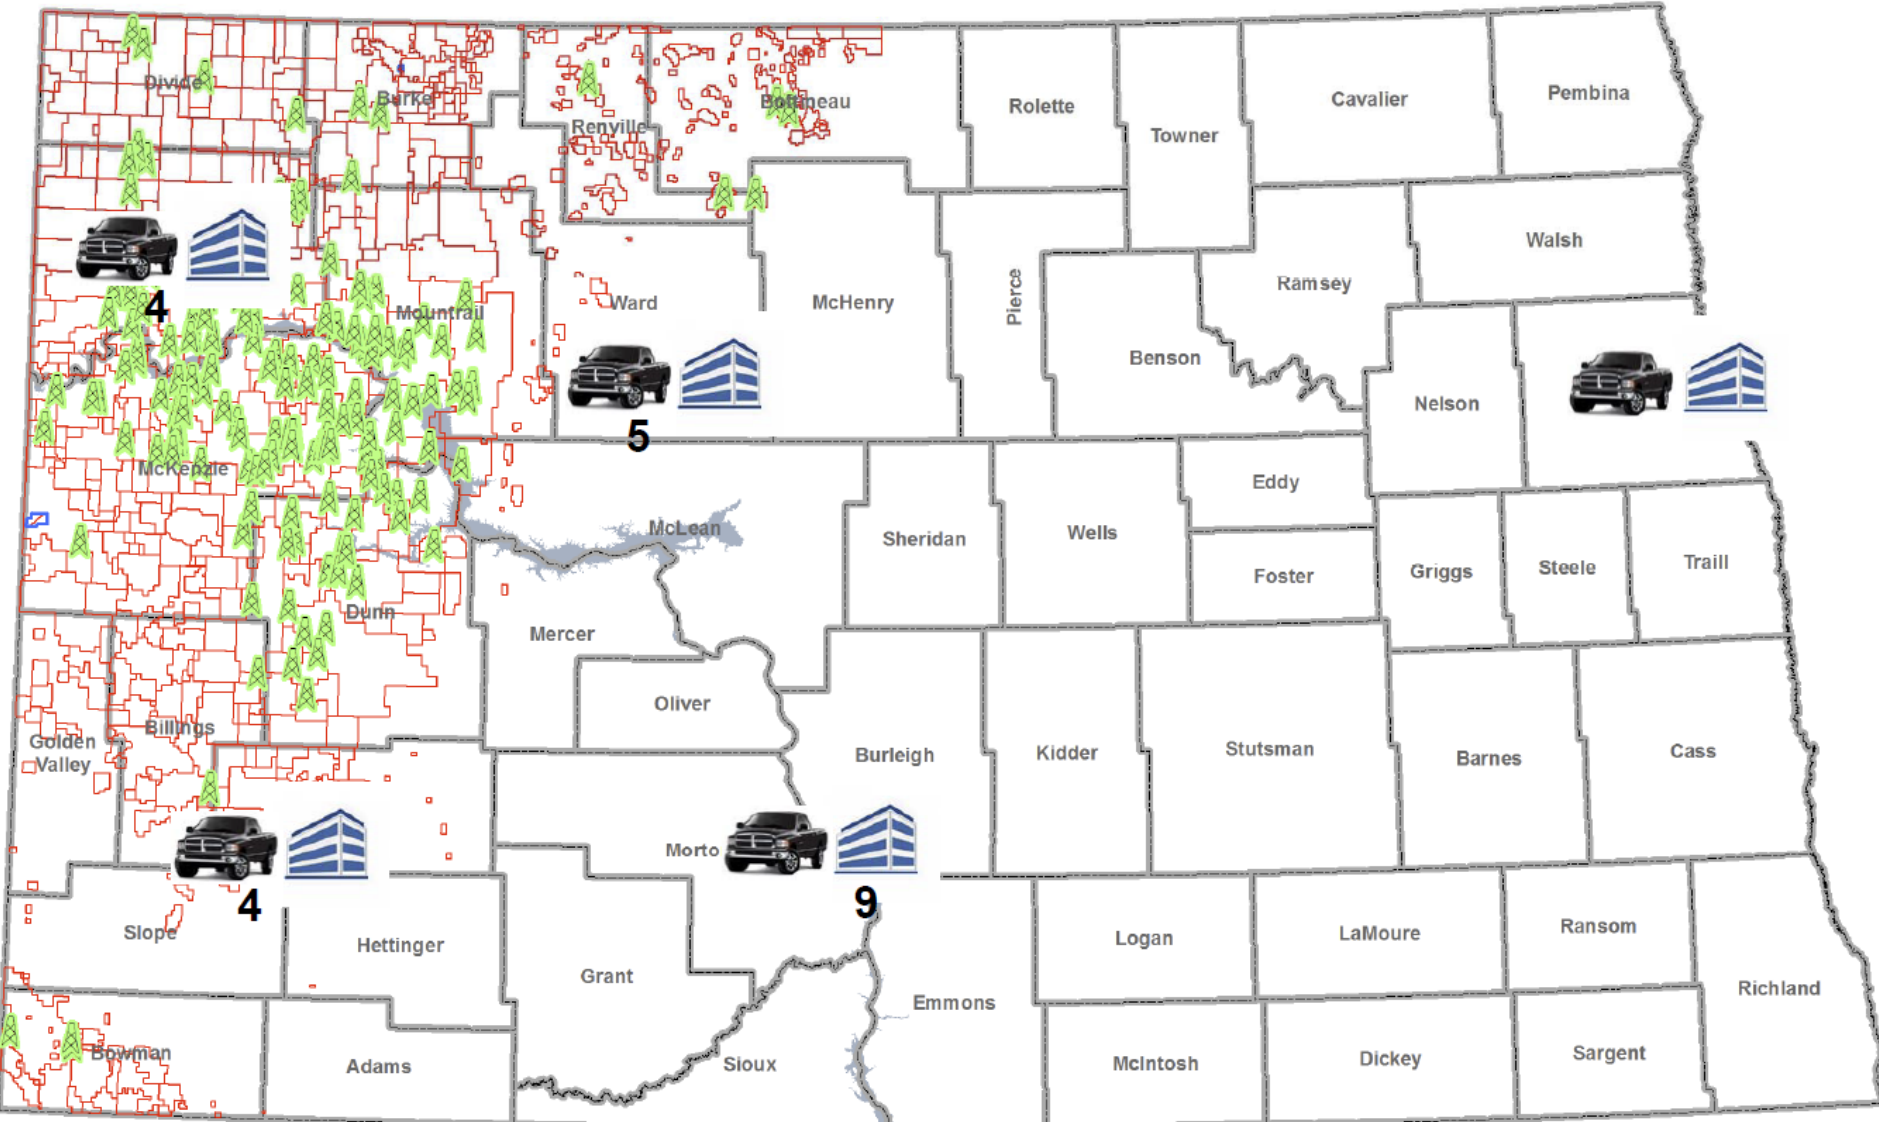 Divide
Burke
Renville
Bottineau
Rolette
Towner
Cavalier
Pembina
Walsh
Ramsey
Pierce
McHenry
Ward
Mountrail
4
5
Benson
Nelson
McKenzie
McLean
Sheridan
Wells
Eddy
Foster
Griggs
Steele
Traill
Dunn
Mercer
Oliver
Burleigh
Kidder
Stutsman
Barnes
Cass
Billings
Golden
Valley
Morto
4
9
Slope
Hettinger
Grant
Emmons
Logan
LaMoure
Ransom
Richland
Bowman
Adams
Sioux
McIntosh
Dickey
Sargent